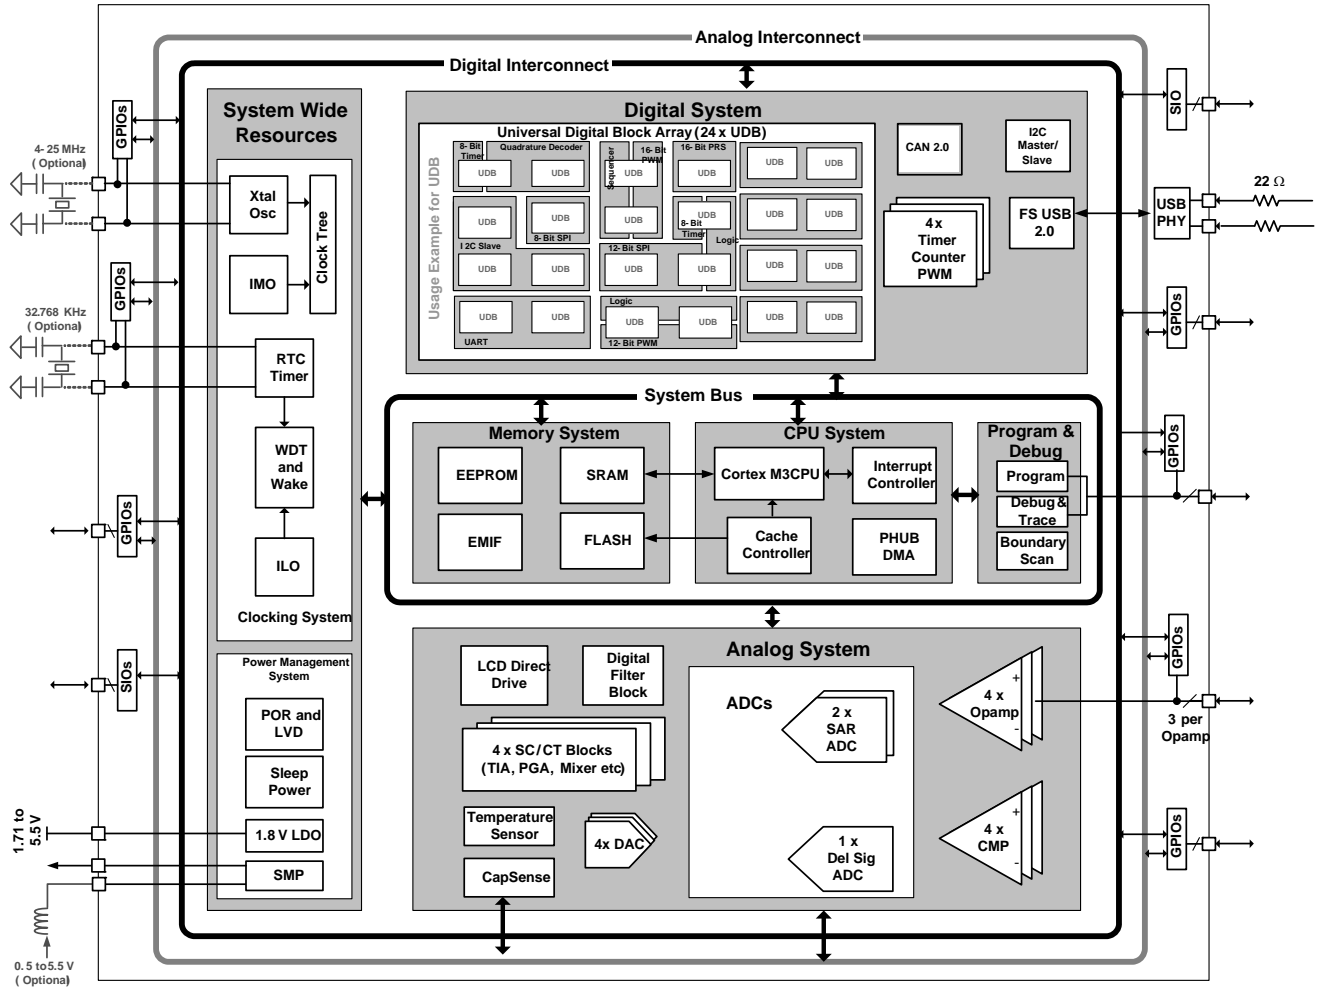 Analog Interconnect
Digital Interconnect
System Wide
Resources
Digital System
Universal Digital Block Array (24 x UDB)
Usage Example for UDB
8- Bit
Timer
Quadrature Decoder
Sequencer
16- Bit
PWM
16- Bit PRS
UDB
UDB
UDB
UDB
UDB
UDB
UDB
UDB
UDB
UDB
8- Bit
Timer
Logic
UDB
UDB
I2C Slave
8- Bit SPI
12- Bit SPI
UDB
UDB
UDB
UDB
UDB
UDB
Logic
UDB
UDB
UDB
UDB
UDB
UDB
UART
12- Bit PWM
CAN 2.0
I2C
Master/
Slave
4 x
Timer
Counter
PWM
FS USB
2.0
USB
PHY
22 Ω
SIO
GPIOs
GPIOs
GPIOs
GPIOs
3 per
Opamp
GPIOs
4- 25 MHz
( Optional)
GPIOs
Xtal
Osc
IMO
Clock Tree
32.768 KHz
( Optional)
GPIOs
RTC
Timer
WDT
and
Wake
ILO
Clocking System
GPIOs
SIOs
Power Management
System
POR and
LVD
Sleep
Power
1.8 V LDO
SMP
1.71 to
5.5 V
0. 5 to 5.5 V
( Optional)
System Bus
Memory System
EEPROM
SRAM
EMIF
FLASH
CPU System
Cortex M3CPU
Interrupt
Controller
Cache
Controller
PHUB
DMA
Program &
Debug
Program
Debug &
Trace
Boundary
Scan
Analog System
LCD Direct
Drive
Digital
Filter
Block
4 x SC/CT Blocks
(TIA, PGA, Mixer etc)
Temperature
Sensor
4x DAC
CapSense
ADCs
2 x
SAR
ADC
1 x
Del Sig
ADC
4 x
Opamp
+
-
4 x
CMP
+
-